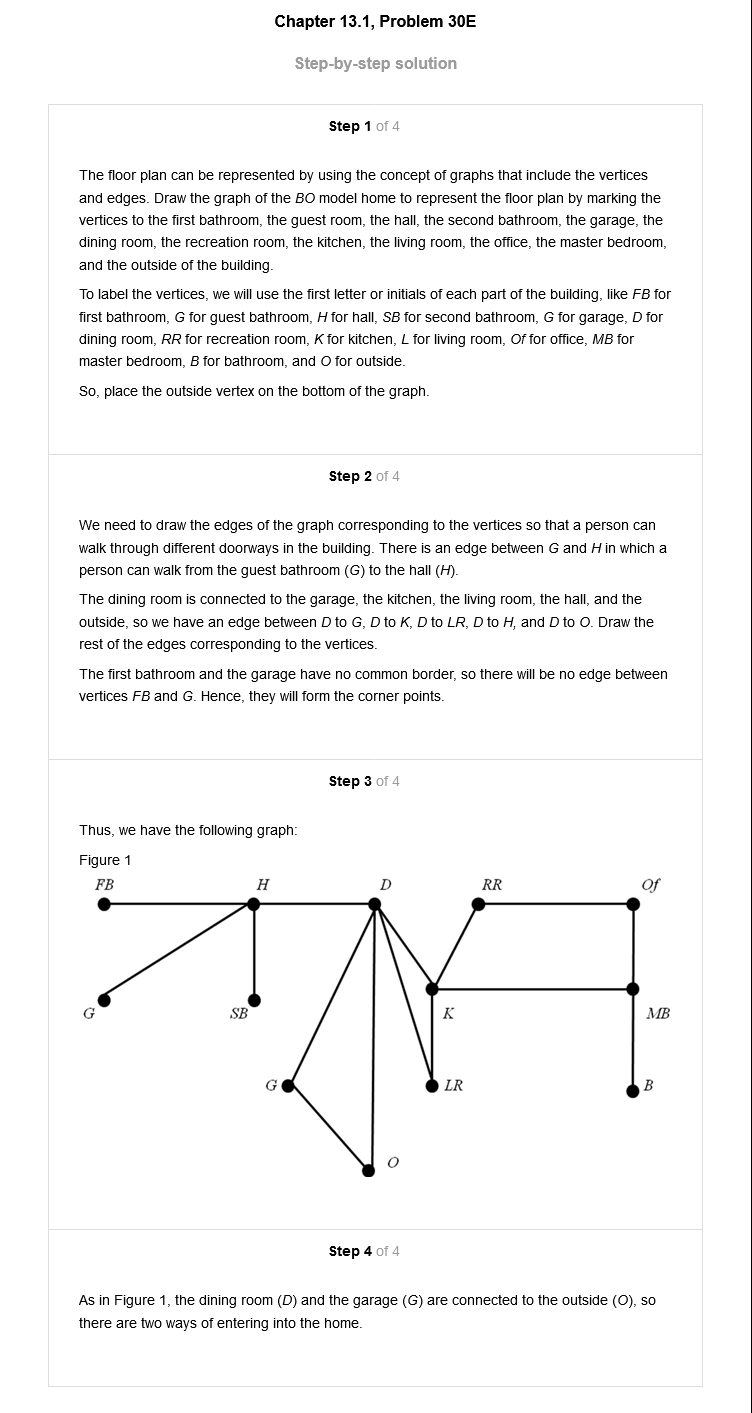 Chapter 13.1, Problem 30E
Step-by-step solution
Step 1 of 4
The floor plan can be represented by using the concept of graphs that include the vertices
and edges. Draw the graph of the BO model home to represent the floor plan by marking the
vertices to the first bathroom, the guest room, the hall, the second bathroom, the garage, the
dining room, the recreation room, the kitchen, the living room, the office, the master bedroom,
and the outside of the building.
To label the vertices, we will use the first letter or initials of each part of the building, like FB for
first bathroom, G for guest bathroom, H for hall, SB for second bathroom, G for garage, D for
dining room, RR for recreation room, K for kitchen, L for living room, Of for office, MB for
master bedroom, B for bathroom, and O for outside.
So, place the outside vertex on the bottom of the graph.
Step 2 of 4
We need to draw the edges of the graph corresponding to the vertices so that a person can
walk through different doorways in the building. There is an edge between G and H in which a
person can walk from the guest bathroom (G) to the hall (H).
The dining room is connected to the garage, the kitchen, the living room, the hall, and the
outside, so we have an edge between D to G, D to K, D to LR, D to H, and D to O. Draw the
rest of the edges corresponding to the vertices.
The first bathroom and the garage have no common border, so there will be no edge between
vertices FB and G. Hence, they will form the corner points.
Step 3 of 4
Thus, we have the following graph:
Figure 1
FB H D RR Of
G SB K MB
G LR B
O
Step 4 of 4
As in Figure 1, the dining room (D) and the garage (G) are connected to the outside (O), so
there are two ways of entering into the home.